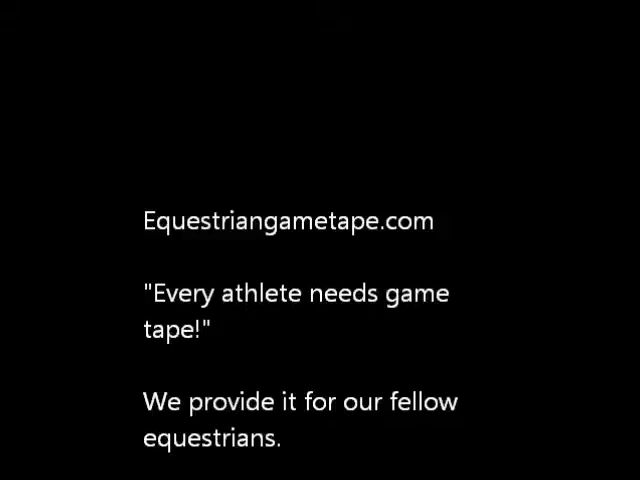 Equestriangametape.com
"Every athlete needs game
tape!"
We provide it for our fellow
equestrians.